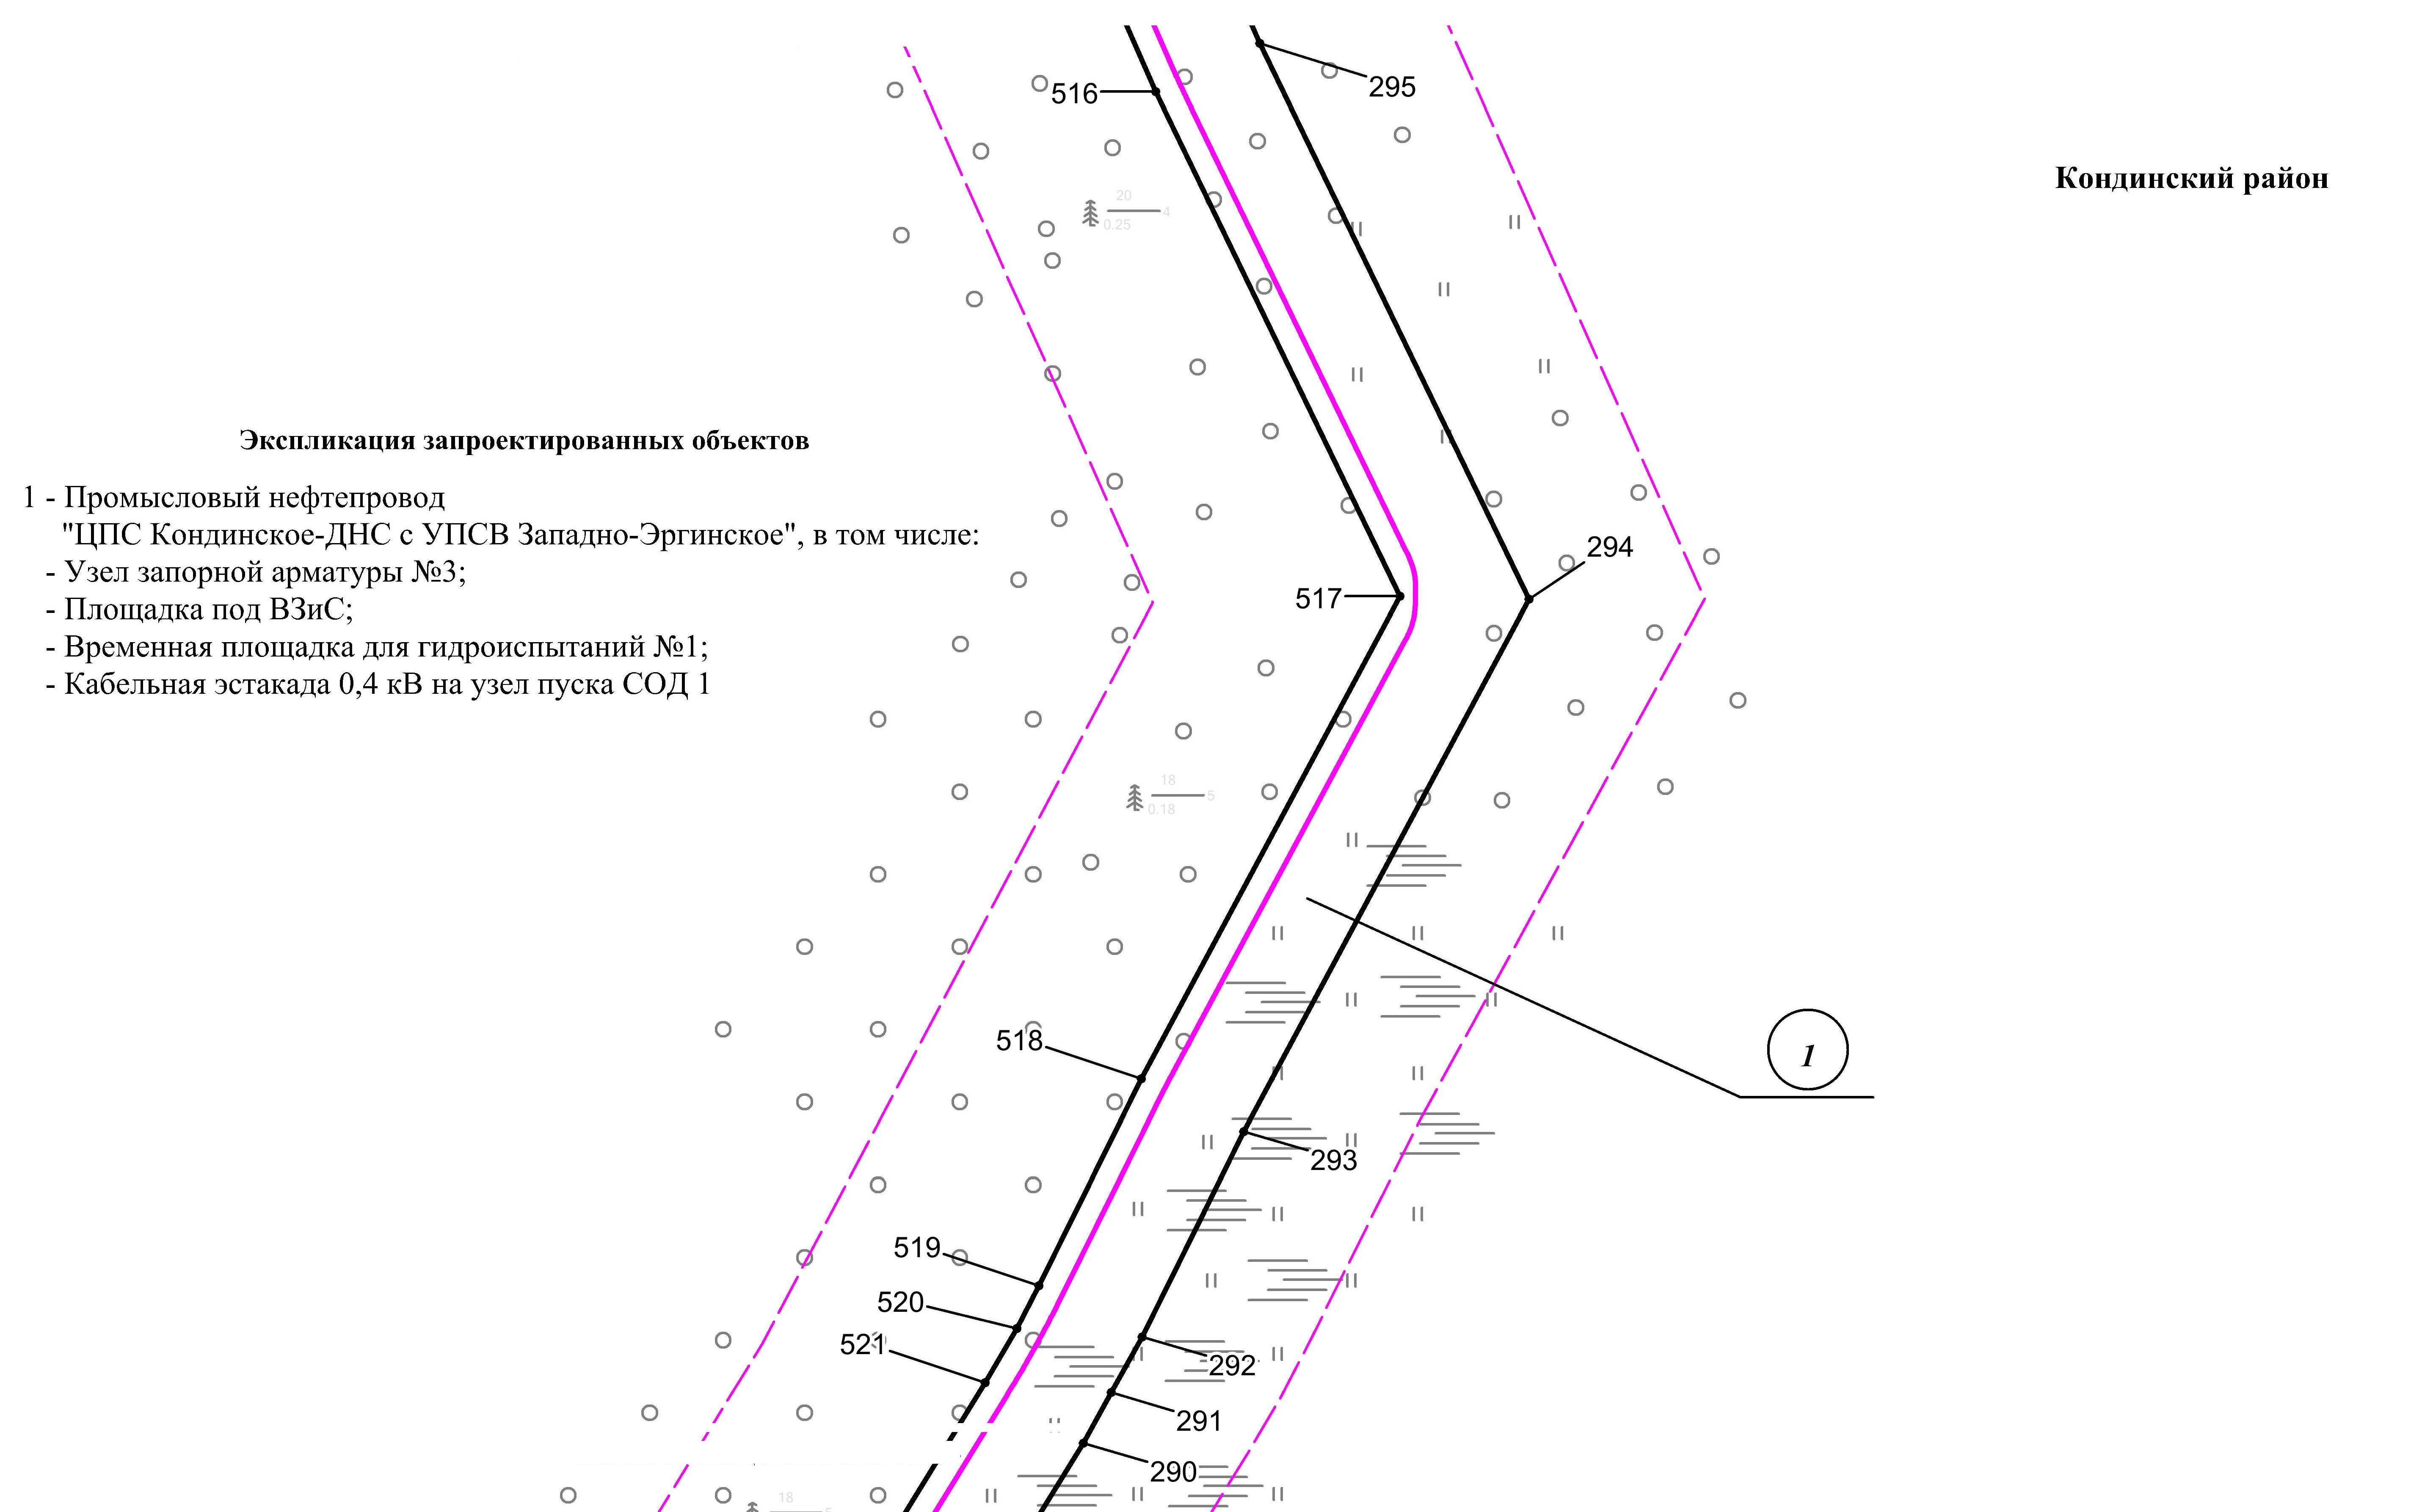 295
516
Кондинский район
20
4
0.25
Экспликация запроектированных объектов
1 - Промысловый нефтепровод
"ЦПС Кондинское-ДНС с УПСВ Западно-Эргинское", в том числе:
- Узел запорной арматуры №3;
- Площадка под ВЗиС;
- Временная площадка для гидроиспытаний №1;
- Кабельная эстакада 0,4 кВ на узел пуска СОД 1
294
517
18
5
0.18
518
1
293
519
520
521
292
291
290
18